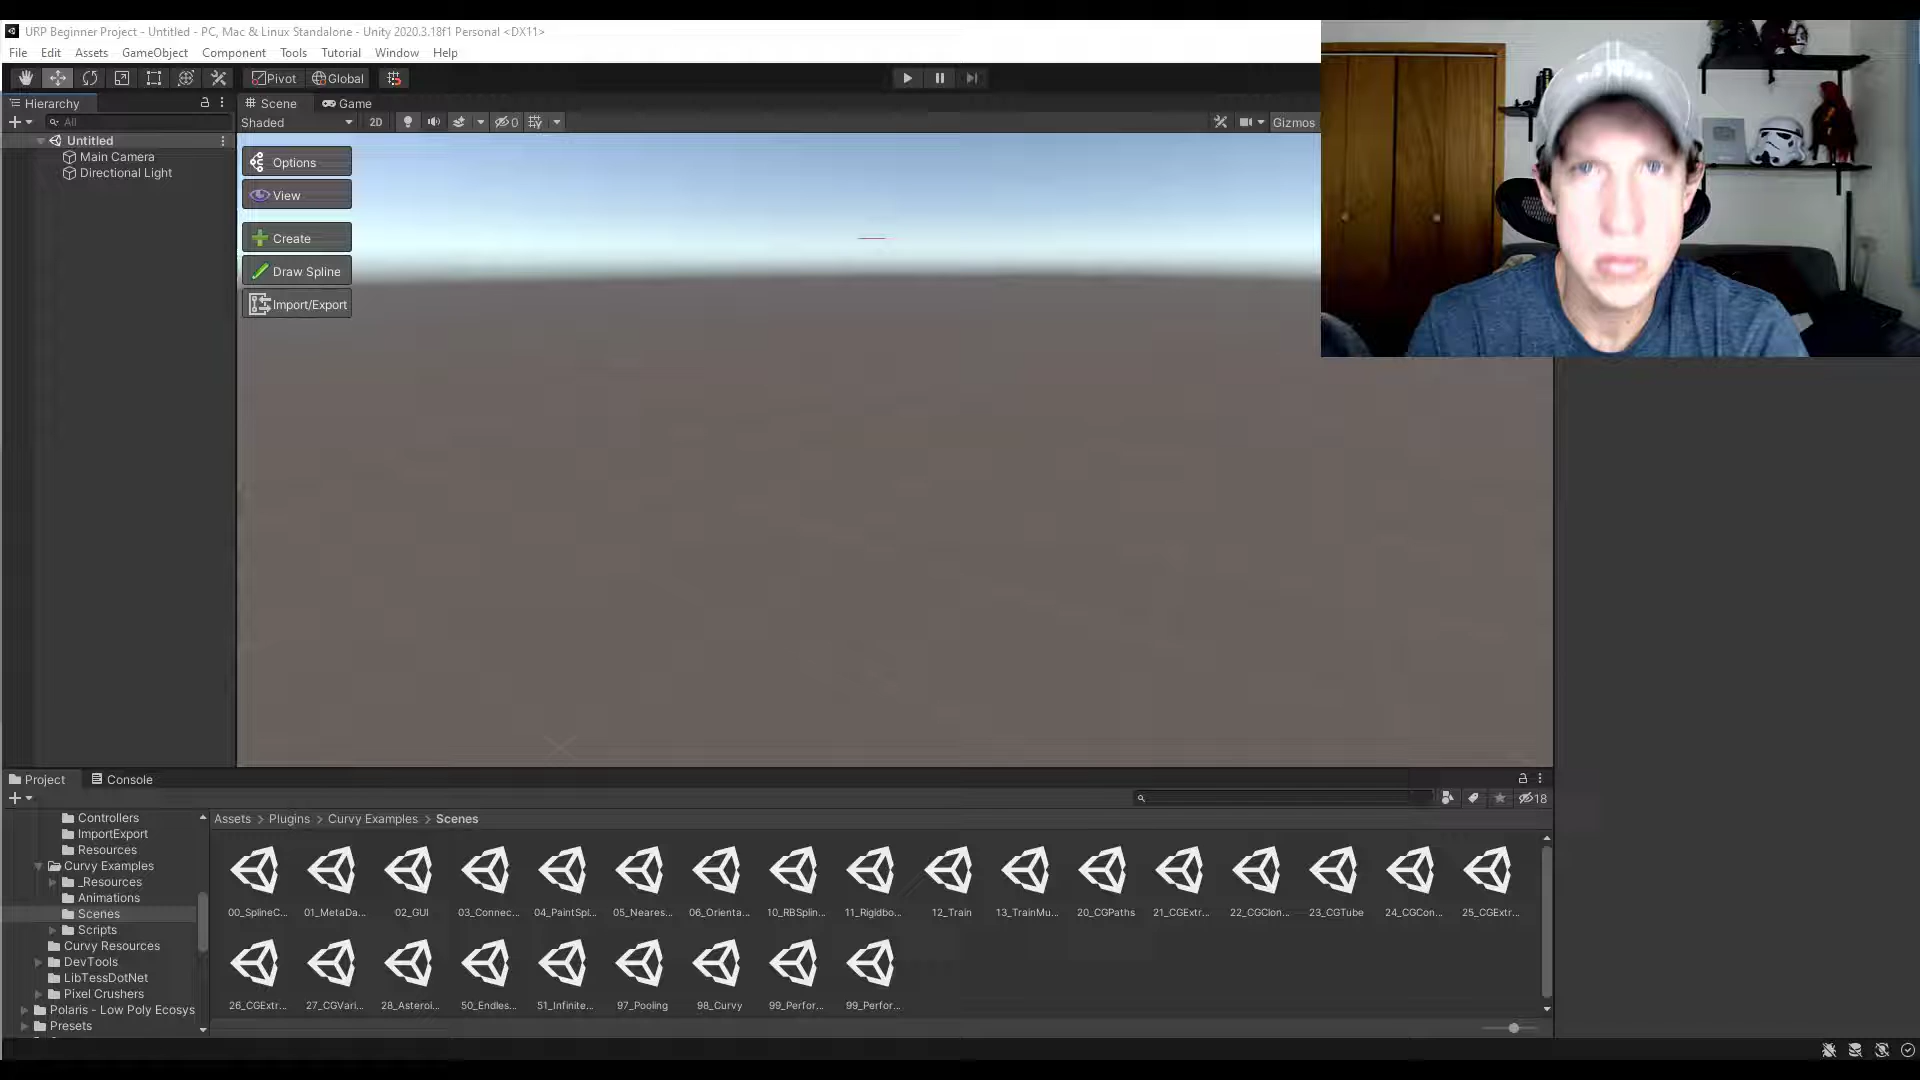 URP Beginner Project - Untitled - PC, Mac & Linux Standalone - Unity 2020.3.18f1 Personal <DX11>
File Edit Assets GameObject Component Tools Tutorial Window Help
Pivot Global
Hierarchy
Scene Game
All
Shaded 2D 0 Gizmos
Untitled
Main Camera
Directional Light
Options
View
Create
Draw Spline
Import/Export
Project Console
18
Controllers
ImportExport
Resources
Curvy Examples
_Resources
Animations
Scenes
Scripts
Curvy Resources
DevTools
LibTessDotNet
Pixel Crushers
Polaris - Low Poly Ecosys
Presets
Assets > Plugins > Curvy Examples > Scenes
00_SplineC... 01_MetaDa... 02_GUI 03_Connec... 04_PaintSpl... 05_Neares... 06_Orienta... 10_RBSplin... 11_Rigidbo... 12_Train 13_TrainMu... 20_CGPaths 21_CGExtr... 22_CGClon... 23_CGTube 24_CGCon... 25_CGExtr...
26_CGExtr... 27_CGVari... 28_Asteroi... 50_Endles... 51_Infinite... 97_Pooling 98_Curvy 99_Perfor... 99_Perfor...